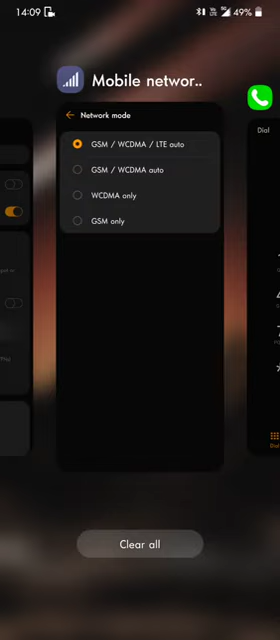 14:09
49%
Mobile networ..
Network mode
GSM / WCDMA / LTE auto
GSM / WCDMA auto
WCDMA only
GSM only
Dial
Dial
Clear all